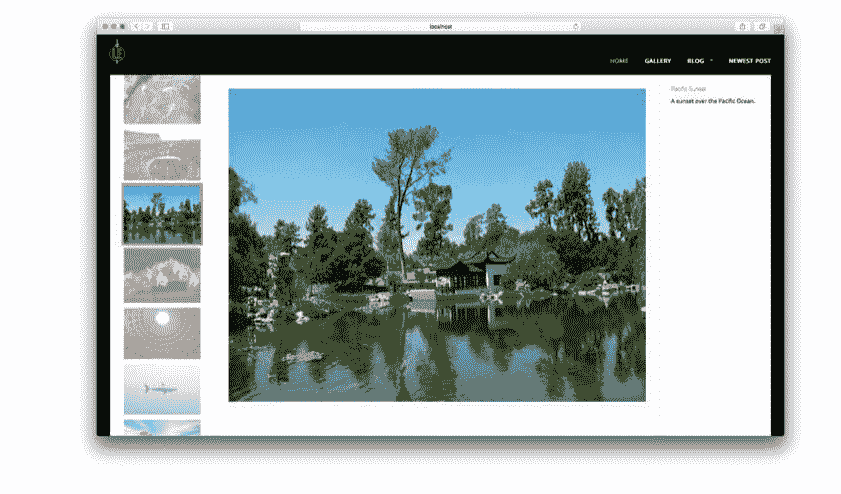 localhost
HOME GALLERY BLOG NEWEST POST
Pacific Sunset
A sunset over the Pacific Ocean.